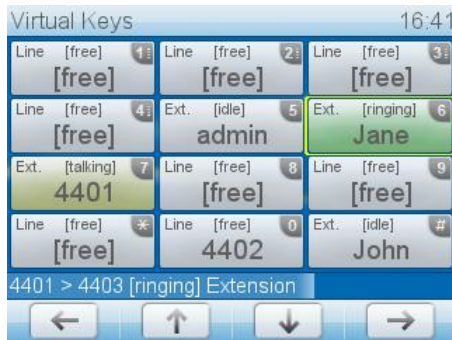 Virtual Keys 16:41
Line [free] 1 Line [free] 2 Line [free] 3
[free] [free] [free]
Line [free] 4 Ext. [idle] 5 Ext. [ringing] 6
[free] admin Jane
Ext. [talking] 7 Line [free] 8 Line [free] 9
4401 [free] [free]
Line [free] * Line [free] 0 Ext. [idle] #
[free] 4402 John
4401 > 4403 [ringing] Extension